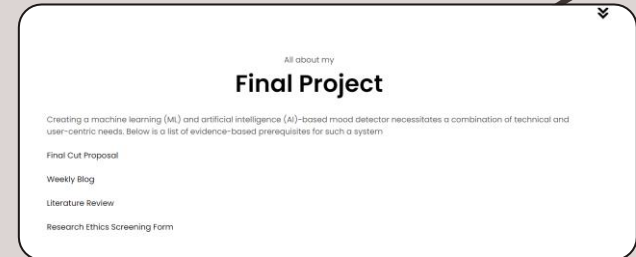 All about my
Final Project
Creating a machine learning (ML) and artificial intelligence (AI)-based mood detector necessitates a combination of technical and
user-centric needs. Below is a list of evidence-based prerequisites for such a system
Final Cut Proposal
Weekly Blog
Literature Review
Research Ethics Screening Form